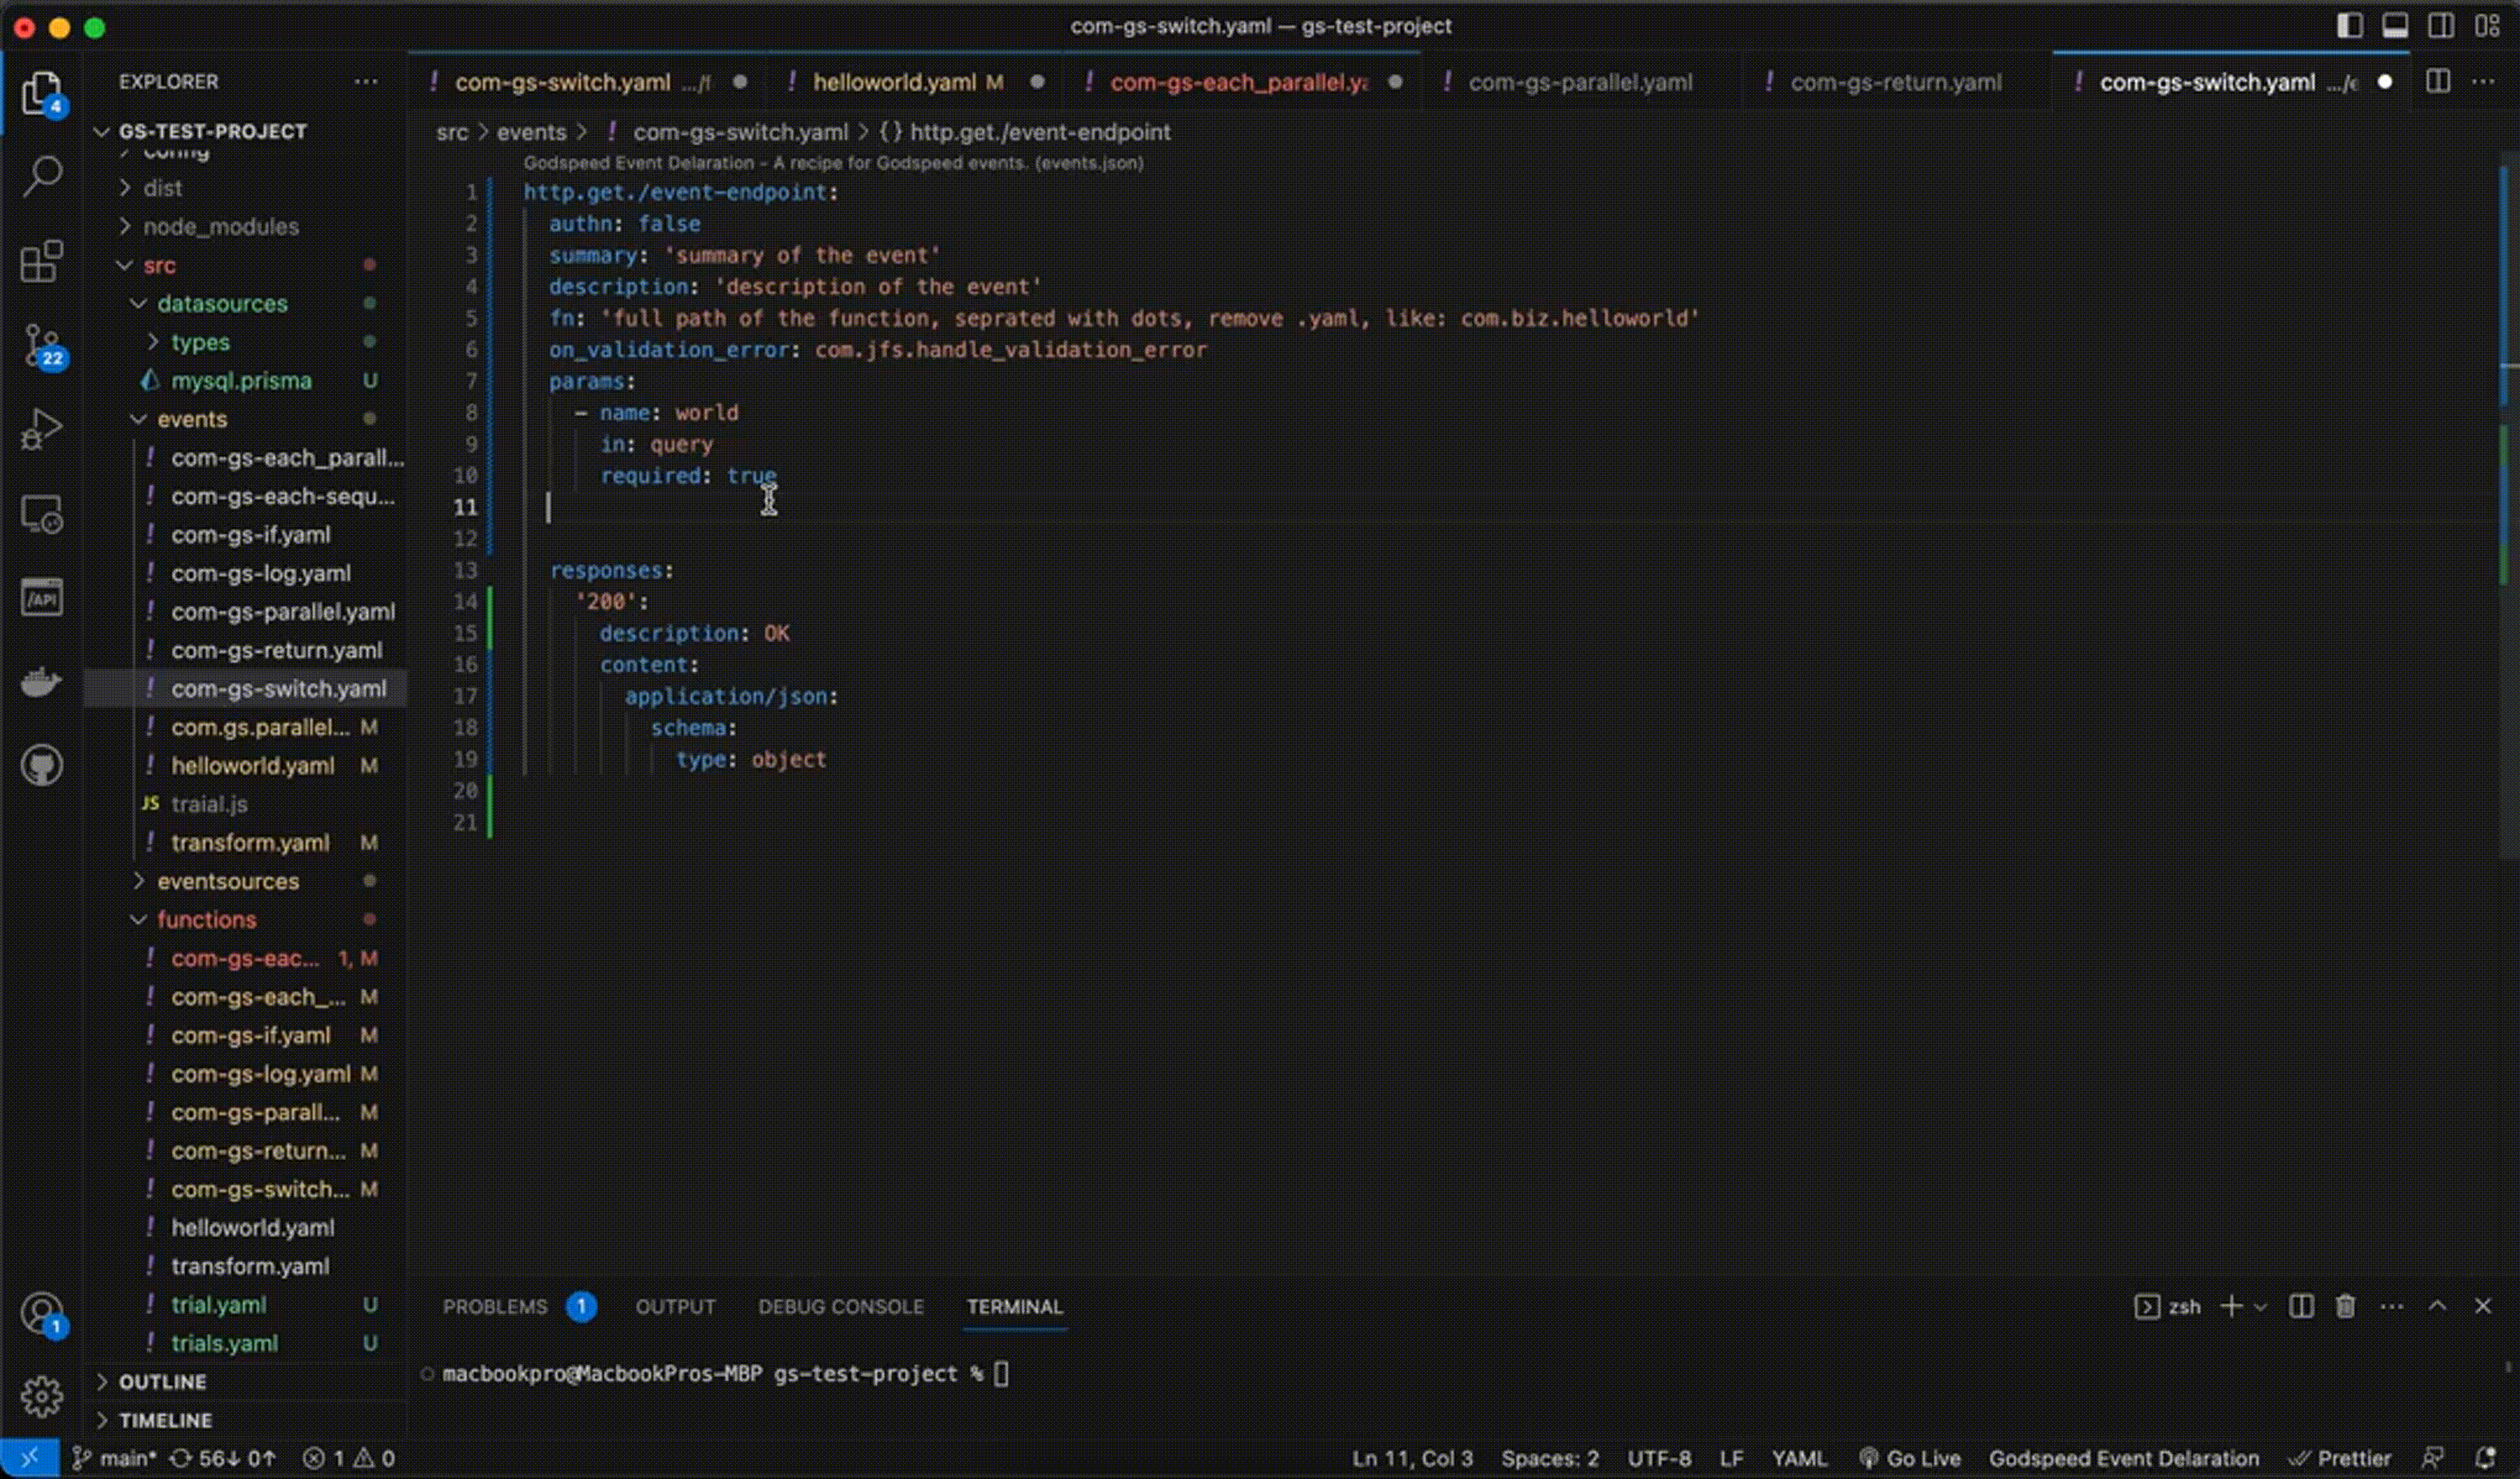 com-gs-switch.yaml — gs-test-project
EXPLORER
GS-TEST-PROJECT
config
dist
node_modules
src
datasources
types
mysql.prisma U
events
com-gs-each_parall...
com-gs-each-sequ...
com-gs-if.yaml
com-gs-log.yaml
com-gs-parallel.yaml
com-gs-return.yaml
com-gs-switch.yaml
com.gs.parallel... M
helloworld.yaml M
JS traial.js
transform.yaml M
eventsources
functions
com-gs-eac... 1, M
com-gs-each_... M
com-gs-if.yaml M
com-gs-log.yaml M
com-gs-parall... M
com-gs-return... M
com-gs-switch... M
helloworld.yaml
transform.yaml
trial.yaml U
trials.yaml U
OUTLINE
TIMELINE
4
22
/API
1
com-gs-switch.yaml .../f
helloworld.yaml M
com-gs-each_parallel.ya
com-gs-parallel.yaml
com-gs-return.yaml
com-gs-switch.yaml .../e
src > events > ! com-gs-switch.yaml > {} http.get./event-endpoint
Godspeed Event Delaration - A recipe for Godspeed events. (events.json)
1 http.get./event-endpoint:
2 authn: false
3 summary: 'summary of the event'
4 description: 'description of the event'
5 fn: 'full path of the function, seprated with dots, remove .yaml, like: com.biz.helloworld'
6 on_validation_error: com.jfs.handle_validation_error
7 params:
8 - name: world
9 in: query
10 required: true
11
12
13 responses:
14 '200':
15 description: OK
16 content:
17 application/json:
18 schema:
19 type: object
20
21
PROBLEMS 1 OUTPUT DEBUG CONSOLE TERMINAL
zsh
macbookpro@MacbookPros-MBP gs-test-project %
main* 56↓ 0↑ 1 0
Ln 11, Col 3 Spaces: 2 UTF-8 LF YAML Go Live Godspeed Event Delaration Prettier